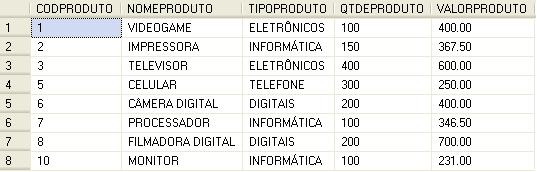 CODPRODUTO NOMEPRODUTO TIPOPRODUTO QTDEPRODUTO VALORPRODUTO
1 1 VIDEOGAME ELETRÔNICOS 100 400.00
2 2 IMPRESSORA INFORMÁTICA 150 367.50
3 3 TELEVISOR ELETRÔNICOS 400 600.00
4 5 CELULAR TELEFONE 300 250.00
5 6 CÂMERA DIGITAL DIGITAIS 200 400.00
6 7 PROCESSADOR INFORMÁTICA 100 346.50
7 8 FILMADORA DIGITAL DIGITAIS 200 700.00
8 10 MONITOR INFORMÁTICA 100 231.00